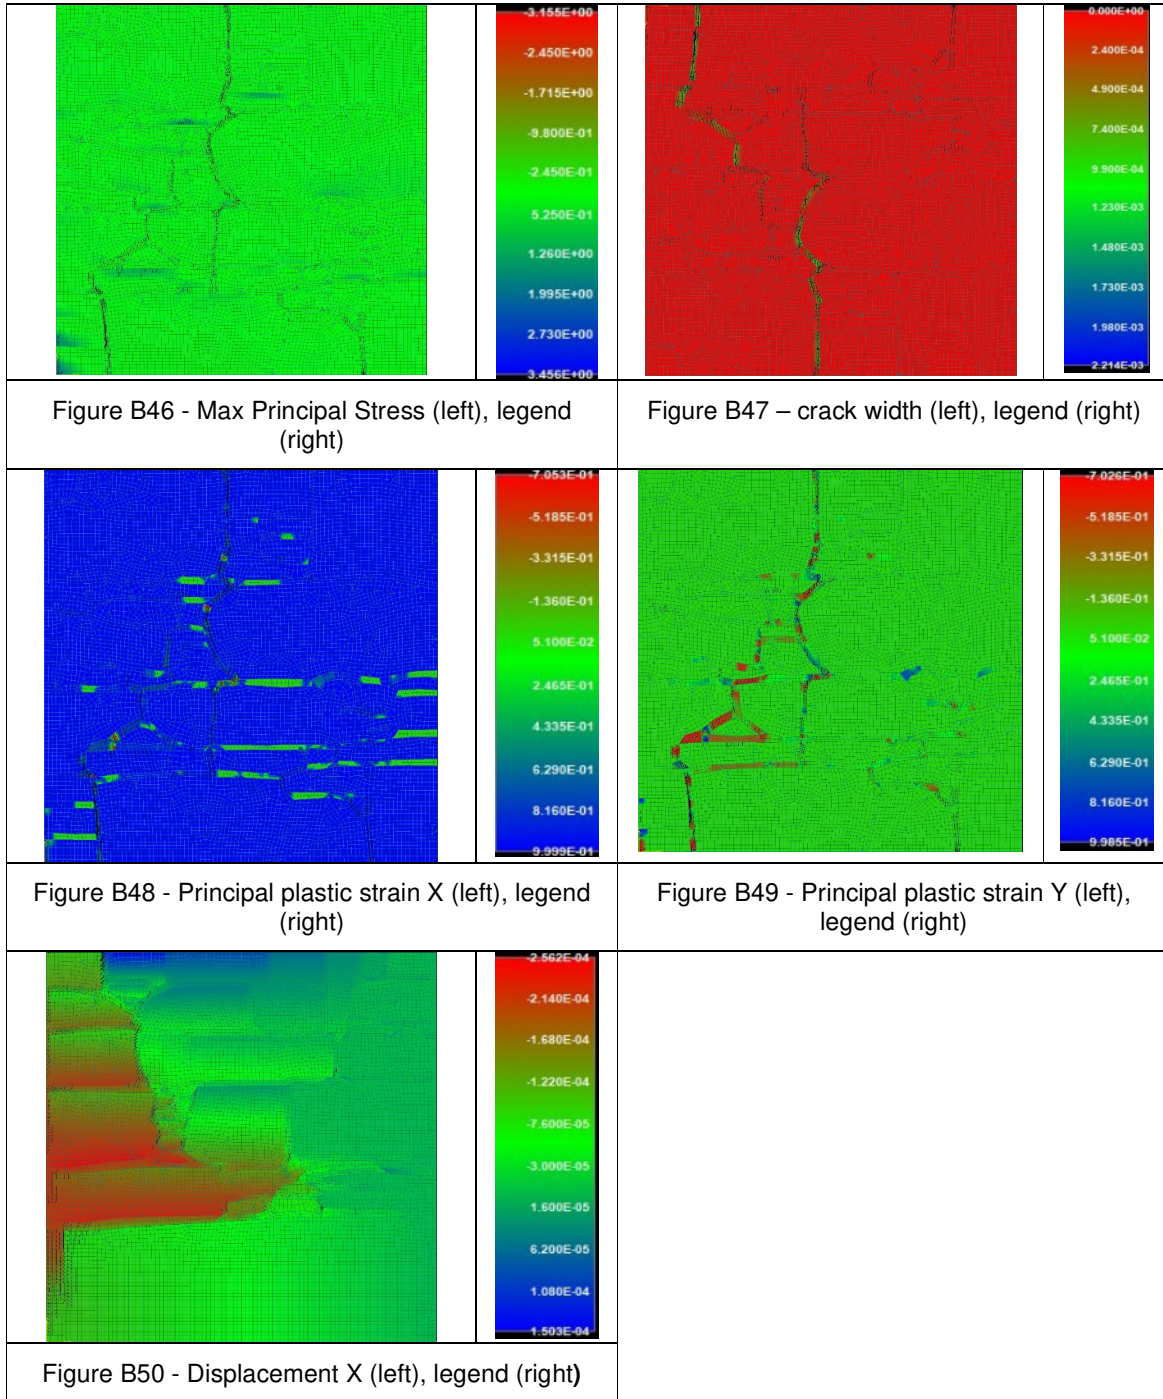 -3.155E+00
-2.450E+00
-1.715E+00
-9.800E-01
-2.450E-01
5.250E-01
1.260E+00
1.995E+00
2.730E+00
3.456E+00
0.000E+00
2.400E-04
4.900E-04
7.400E-04
9.900E-04
1.230E-03
1.480E-03
1.730E-03
1.980E-03
2.214E-03
Figure B46 - Max Principal Stress (left), legend
(right)
Figure B47 – crack width (left), legend (right)
-7.053E-01
-5.185E-01
-3.315E-01
-1.360E-01
5.100E-02
2.465E-01
4.335E-01
6.290E-01
8.160E-01
9.999E-01
-7.026E-01
-5.185E-01
-3.315E-01
-1.360E-01
5.100E-02
2.465E-01
4.335E-01
6.290E-01
8.160E-01
9.985E-01
Figure B48 - Principal plastic strain X (left), legend
(right)
Figure B49 - Principal plastic strain Y (left),
legend (right)
-2.562E-04
-2.140E-04
-1.680E-04
-1.220E-04
-7.600E-05
-3.000E-05
1.600E-05
6.200E-05
1.080E-04
1.503E-04
Figure B50 - Displacement X (left), legend (right)